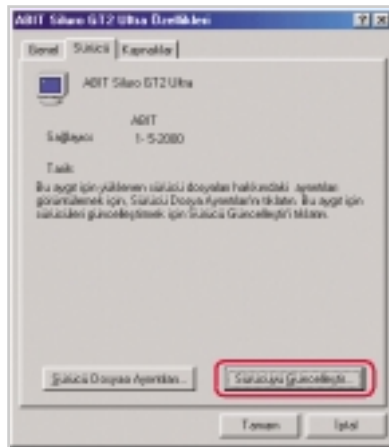 ABIT Siluro GT2 Ultra Özellikleri
Genel Sürücü Kaynaklar
ABIT Siluro GT2 Ultra
ABIT
Sağlayıcı: 1- 5-2000
Tarih:
Bu aygıt için yüklenen sürücü dosyaları hakkındaki ayrıntıları
görüntülemek için, Sürücü Dosya Ayrıntıları'nı tıklatın. Bu aygıt için
sürücüleri güncelleştirmek için Sürücü Güncelleştir'i tıklatın.
Sürücü Dosyası Ayrıntıları... Sürücüyü Güncelleştir...
Tamam İptal